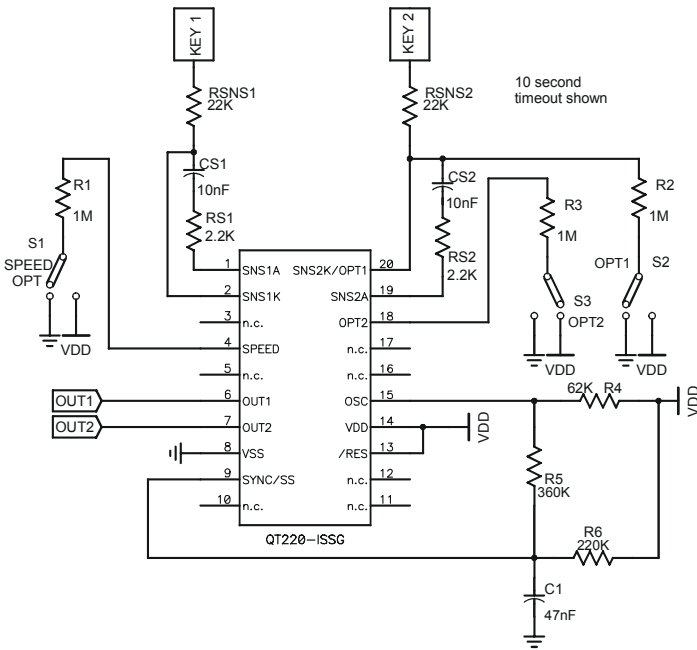 KEY 1
KEY 2
RSNS1
22K
RSNS2
22K
10 second
timeout shown
CS1
10nF
CS2
10nF
R1
1M
RS1
2.2K
RS2
2.2K
R3
1M
R2
1M
S1
SPEED
OPT
VDD
OPT1
S2
S3
OPT2
VDD
VDD
1 SNS1A SNS2K/OPT1 20
2 SNS1K SNS2A 19
3 n.c. OPT2 18
4 SPEED n.c. 17
5 n.c. n.c. 16
6 OUT1 OSC 15
7 OUT2 VDD 14
8 VSS /RES 13
9 SYNC/SS n.c. 12
10 n.c. n.c. 11
OUT1
OUT2
QT220-ISSG
VDD
62K R4
VDD
R5
360K
R6
220K
C1
47nF